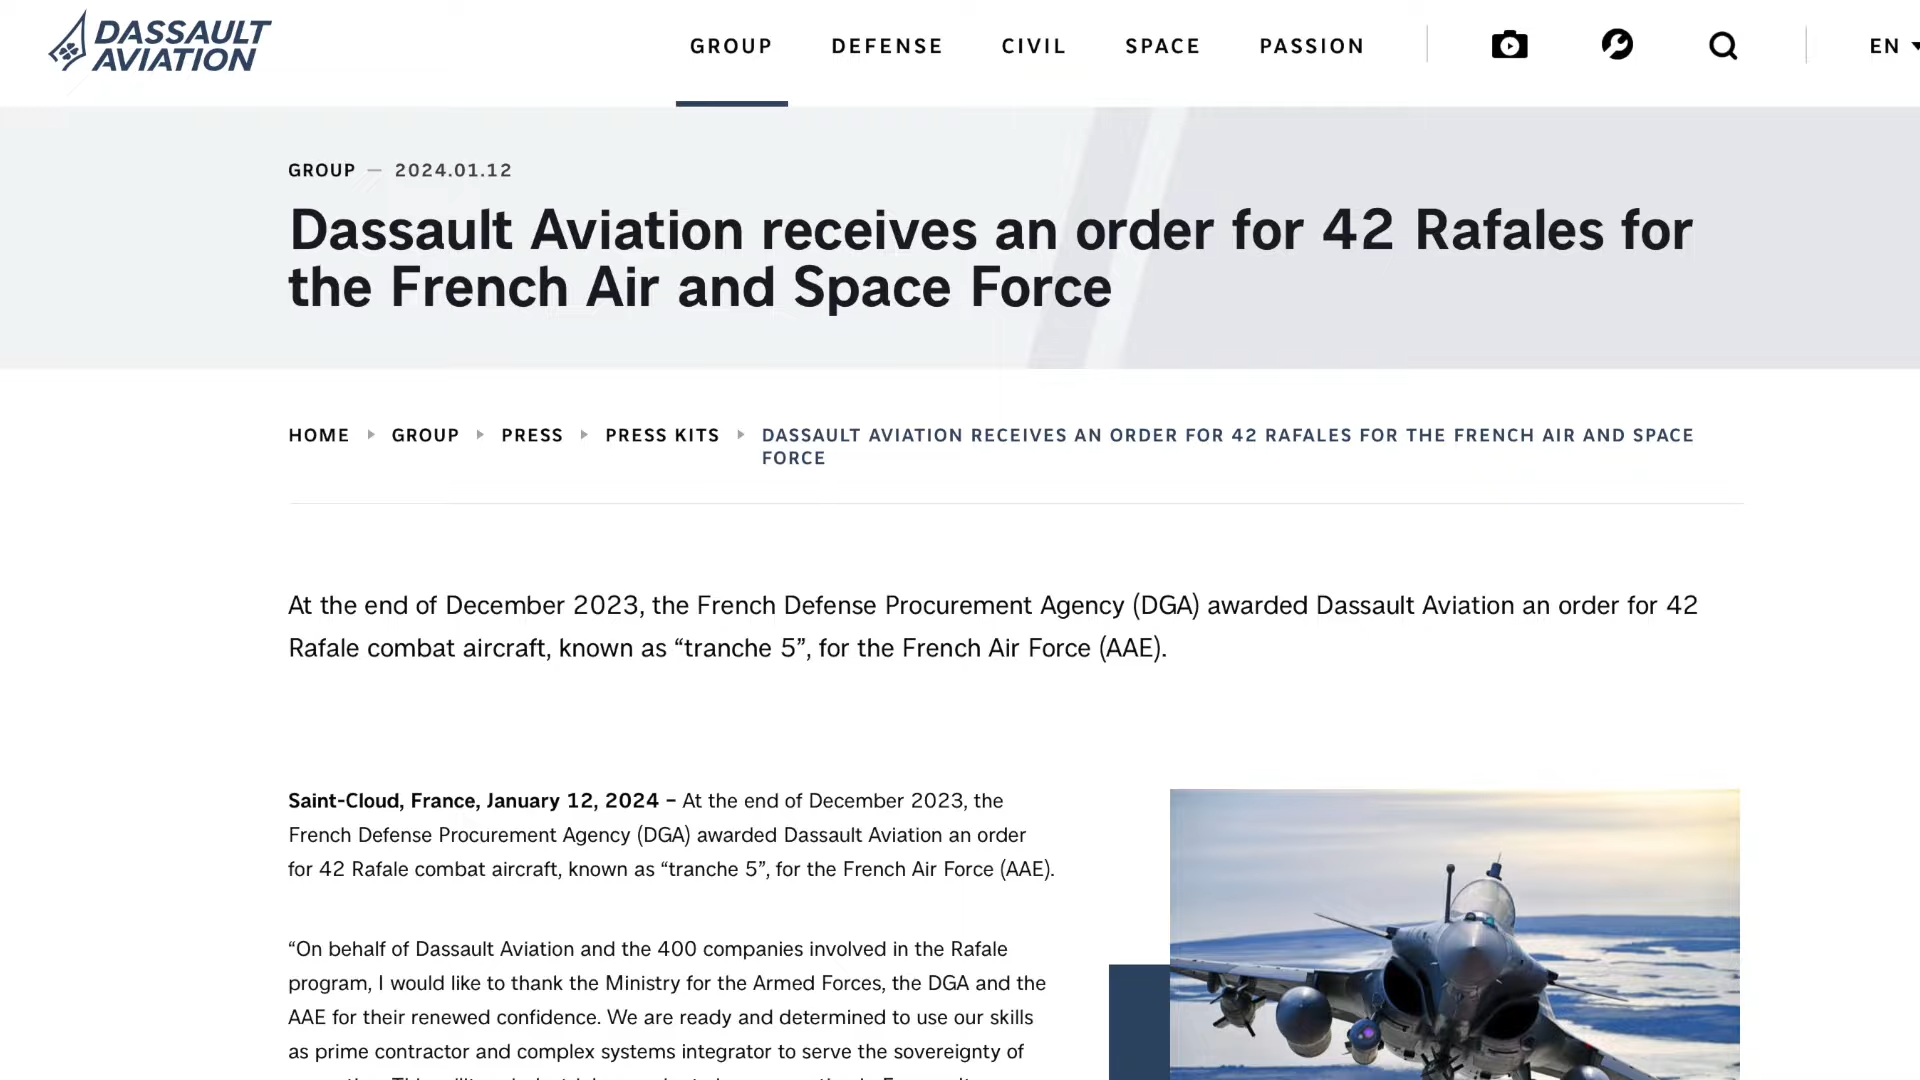 DASSAULT
AVIATION
GROUP
DEFENSE
CIVIL
SPACE
PASSION
EN
GROUP — 2024.01.12
Dassault Aviation receives an order for 42 Rafales for
the French Air and Space Force
HOME
GROUP
PRESS
PRESS KITS
DASSAULT AVIATION RECEIVES AN ORDER FOR 42 RAFALES FOR THE FRENCH AIR AND SPACE
FORCE
At the end of December 2023, the French Defense Procurement Agency (DGA) awarded Dassault Aviation an order for 42
Rafale combat aircraft, known as “tranche 5”, for the French Air Force (AAE).
Saint-Cloud, France, January 12, 2024 – At the end of December 2023, the
French Defense Procurement Agency (DGA) awarded Dassault Aviation an order
for 42 Rafale combat aircraft, known as “tranche 5”, for the French Air Force (AAE).
“On behalf of Dassault Aviation and the 400 companies involved in the Rafale
program, I would like to thank the Ministry for the Armed Forces, the DGA and the
AAE for their renewed confidence. We are ready and determined to use our skills
as prime contractor and complex systems integrator to serve the sovereignty of